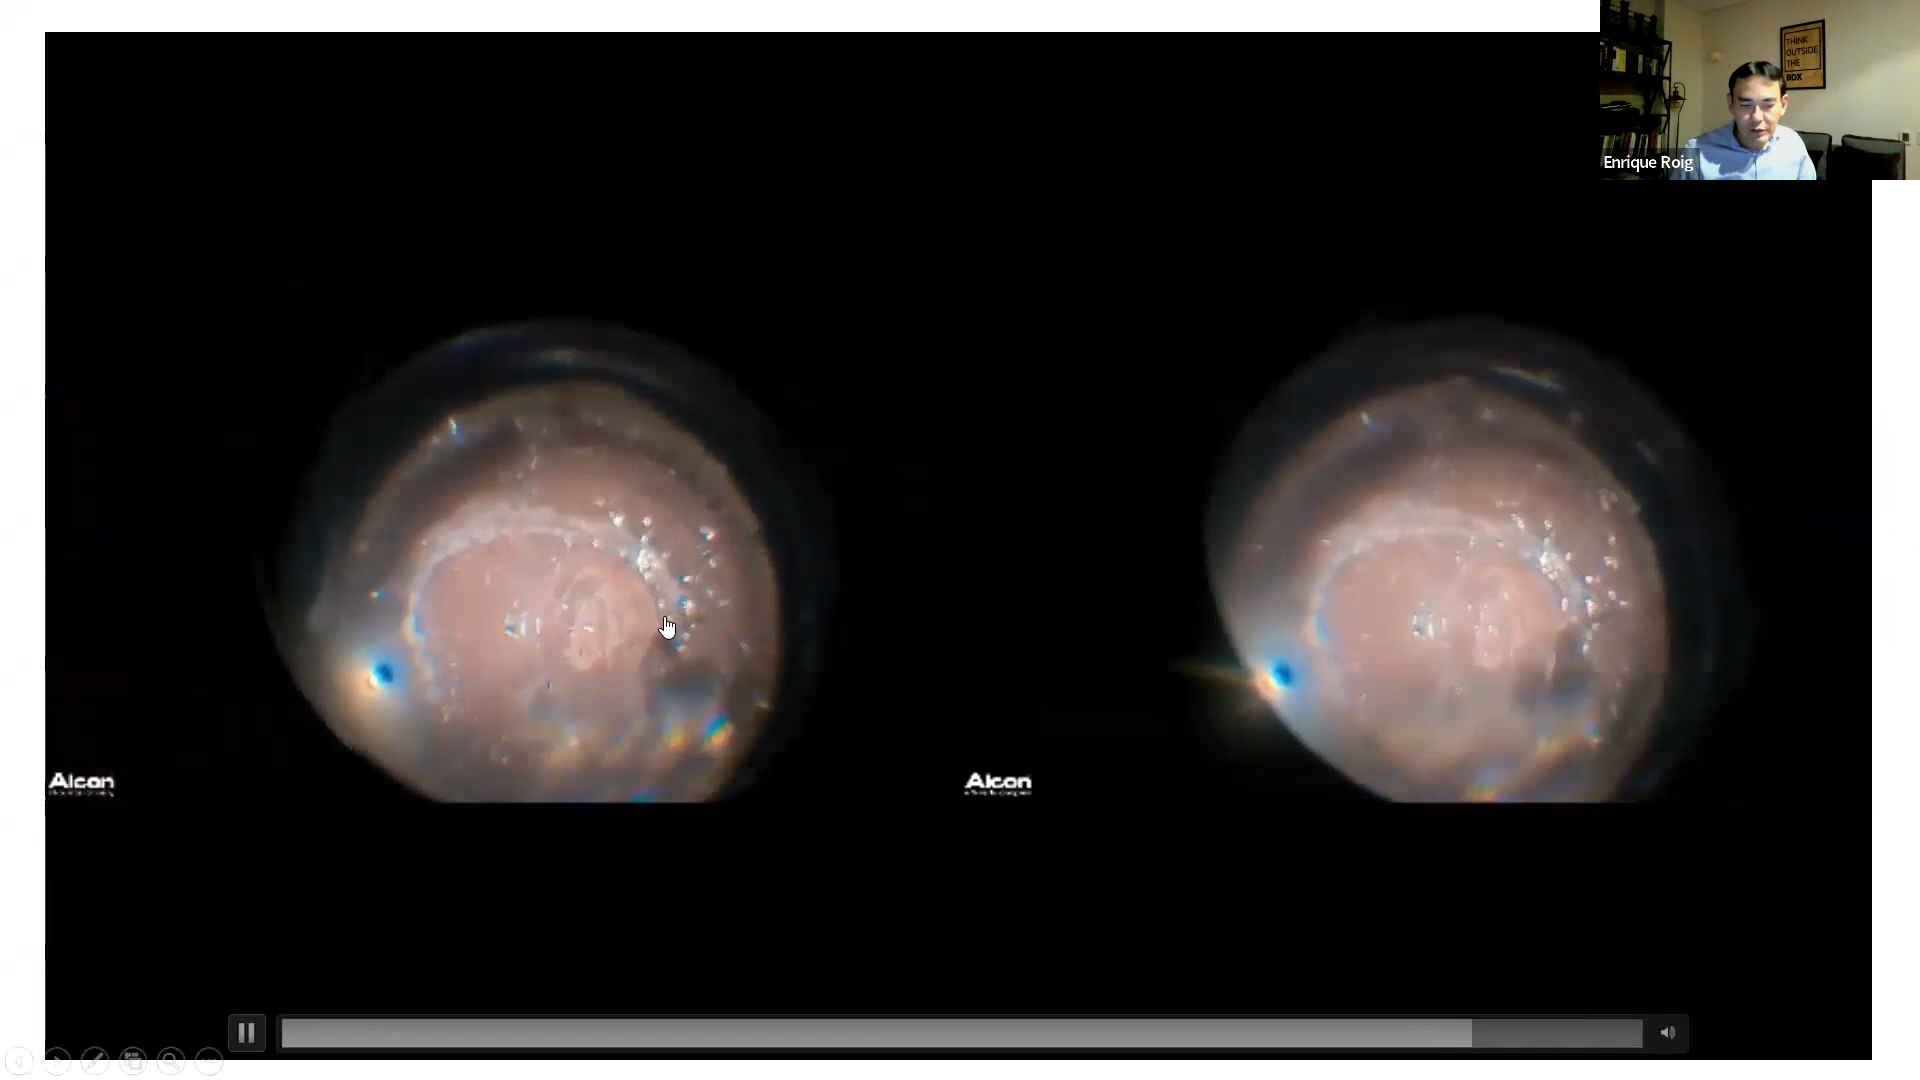 THINK
OUTSIDE
THE
BOX
Enrique Roig
Alcon
Alcon